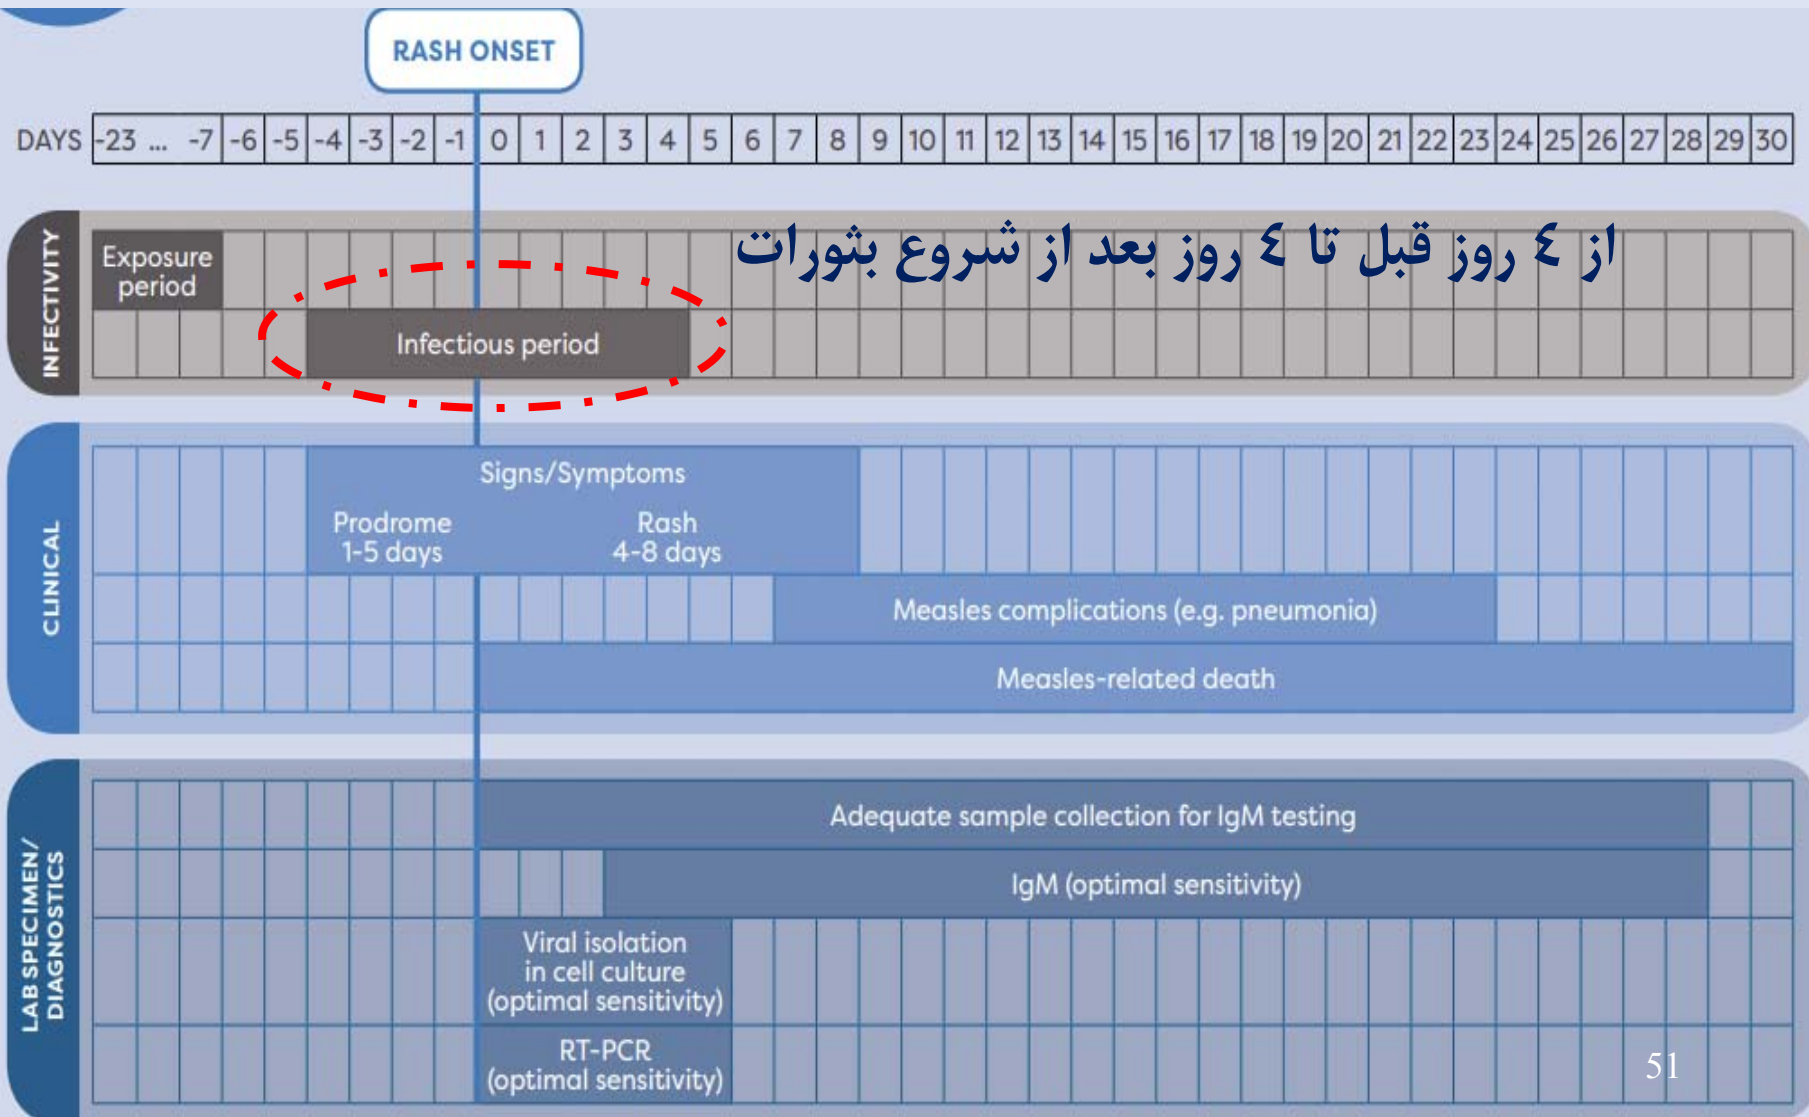 RASH ONSET
DAYS -23 ... -7 -6 -5 -4 -3 -2 -1 0 1 2 3 4 5 6 7 8 9 10 11 12 13 14 15 16 17 18 19 20 21 22 23 24 25 26 27 28 29 30
INFECTIVITY
از ٤ روز قبل تا ٤ روز بعد از شروع بثورات
Exposure
period
Infectious period
CLINICAL
Signs/Symptoms
Prodrome
1-5 days
Rash
4-8 days
Measles complications (e.g. pneumonia)
Measles-related death
LAB SPECIMEN/
DIAGNOSTICS
Adequate sample collection for IgM testing
IgM (optimal sensitivity)
Viral isolation
in cell culture
(optimal sensitivity)
RT-PCR
(optimal sensitivity)
51